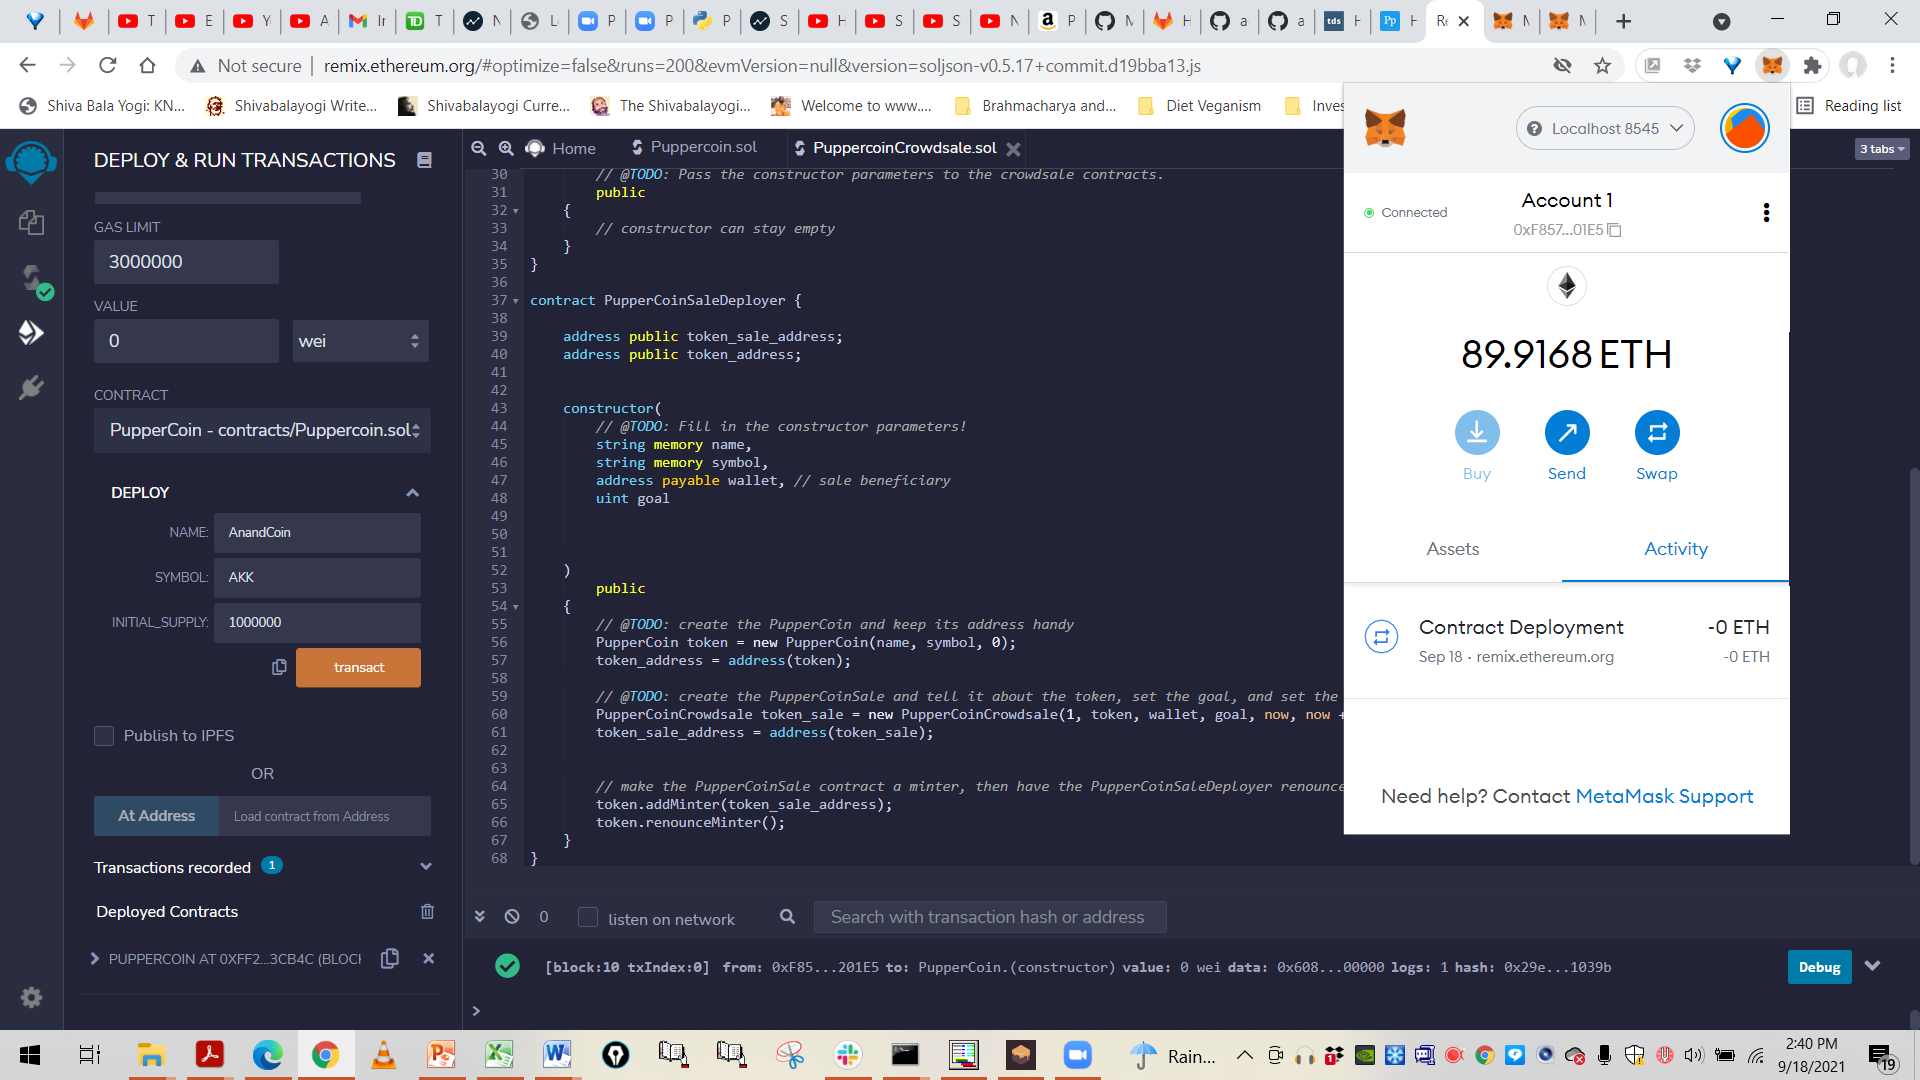 T
E
Y
A
Ir
T
N
L
P
P
P
S
H
S
S
N
P
M
H
a
a
tds
H
Pp
H
Re
M
M
Not secure
remix.ethereum.org/#optimize=false&runs=200&evmVersion=null&version=soljson-v0.5.17+commit.d19bba13.js
Shiva Bala Yogi: KN...
Shivabalayogi Write...
Shivabalayogi Curre...
The Shivabalayogi...
Welcome to www....
Brahmacharya and...
Diet Veganism
Inves
Reading list
DEPLOY & RUN TRANSACTIONS
GAS LIMIT
3000000
VALUE
0
wei
CONTRACT
PupperCoin - contracts/Puppercoin.sol
DEPLOY
NAME:
AnandCoin
SYMBOL:
AKK
INITIAL_SUPPLY:
1000000
transact
Publish to IPFS
OR
At Address
Load contract from Address
Transactions recorded 1
Deployed Contracts
PUPPERCOIN AT 0XFF2...3CB4C (BLOCK
Home
Puppercoin.sol
PuppercoinCrowdsale.sol
3 tabs
30 // @TODO: Pass the constructor parameters to the crowdsale contracts.
31 public
32 {
33 // constructor can stay empty
34 }
35 }
36
37 contract PupperCoinSaleDeployer {
38
39 address public token_sale_address;
40 address public token_address;
41
42
43 constructor(
44 // @TODO: Fill in the constructor parameters!
45 string memory name,
46 string memory symbol,
47 address payable wallet, // sale beneficiary
48 uint goal
49
50
51
52 )
53 public
54 {
55 // @TODO: create the PupperCoin and keep its address handy
56 PupperCoin token = new PupperCoin(name, symbol, 0);
57 token_address = address(token);
58
59 // @TODO: create the PupperCoinSale and tell it about the token, set the goal, and set the
60 PupperCoinCrowdsale token_sale = new PupperCoinCrowdsale(1, token, wallet, goal, now, now +
61 token_sale_address = address(token_sale);
62
63
64 // make the PupperCoinSale contract a minter, then have the PupperCoinSaleDeployer renounce
65 token.addMinter(token_sale_address);
66 token.renounceMinter();
67 }
68 }
0
listen on network
Search with transaction hash or address
[block:10 txIndex:0] from: 0xF85...201E5 to: PupperCoin.(constructor) value: 0 wei data: 0x608...00000 logs: 1 hash: 0x29e...1039b
Debug
>
Localhost 8545
Connected
Account 1
0xF857...01E5
89.9168 ETH
Buy
Send
Swap
Assets
Activity
Contract Deployment
-0 ETH
Sep 18 · remix.ethereum.org
-0 ETH
Need help? Contact MetaMask Support
Rain...
2:40 PM
9/18/2021
19